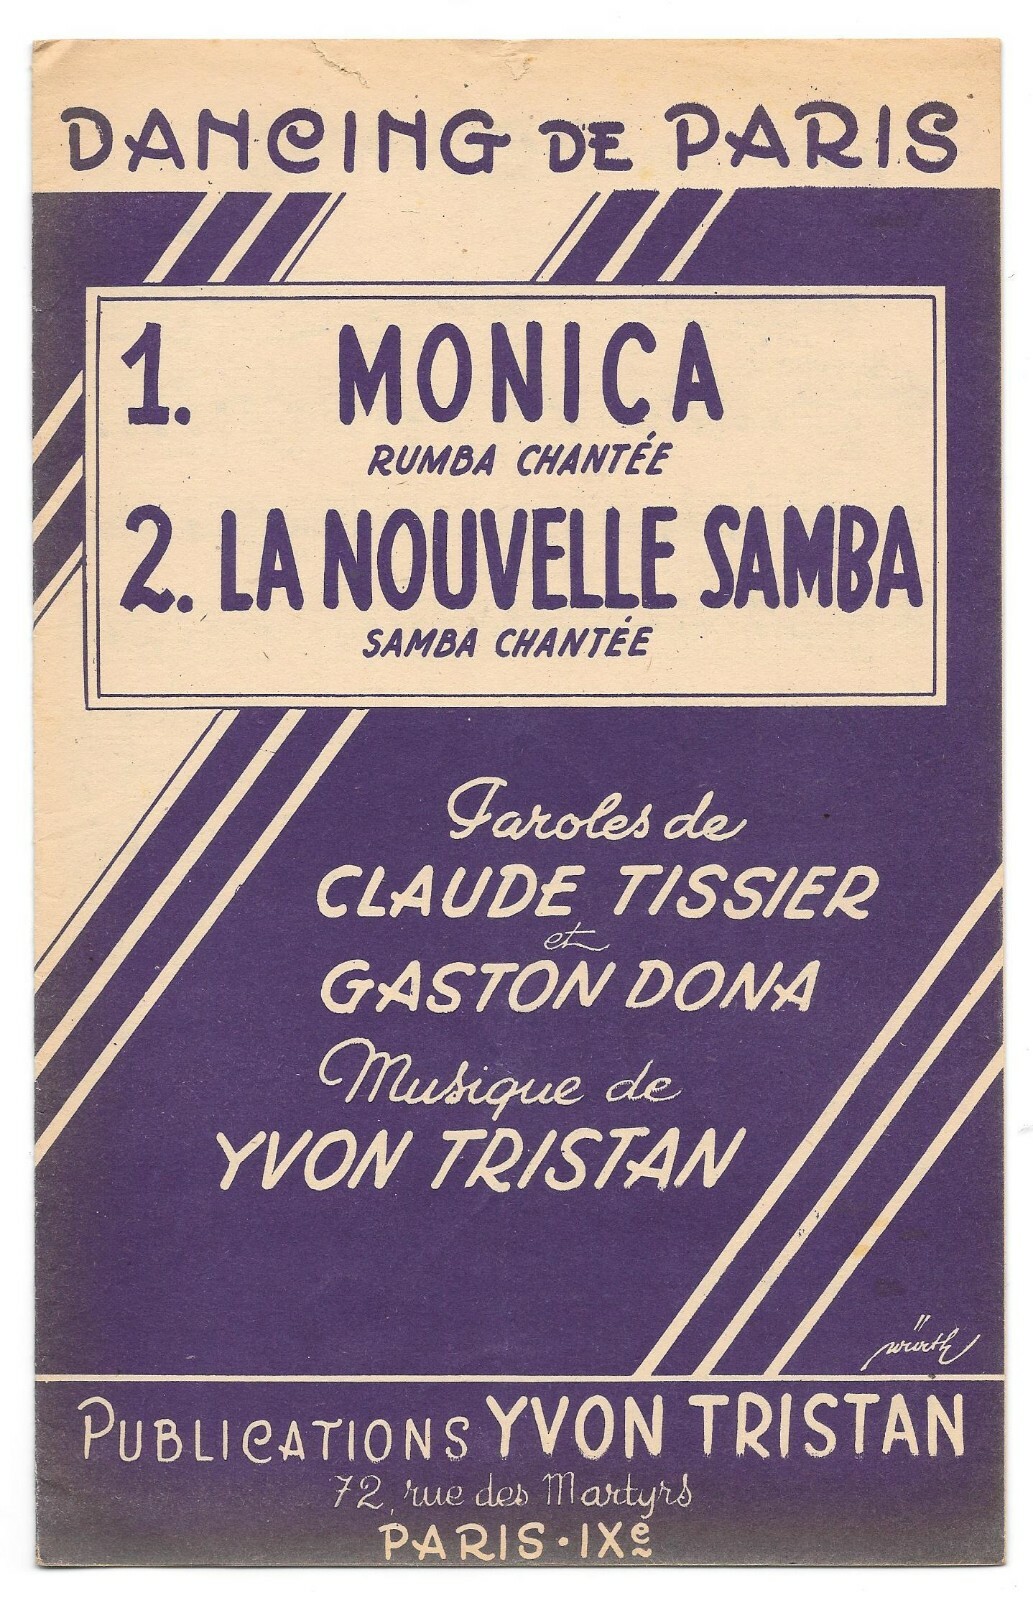 DANCING DE PARIS
1. MONICA
RUMBA CHANTÉE
2. LA NOUVELLE SAMBA
SAMBA CHANTÉE
Paroles de
CLAUDE TISSIER
et
GASTON DONA
Musique de
YVON TRISTAN
würth
PUBLICATIONS YVON TRISTAN
72, rue des Martyrs
PARIS · IXe